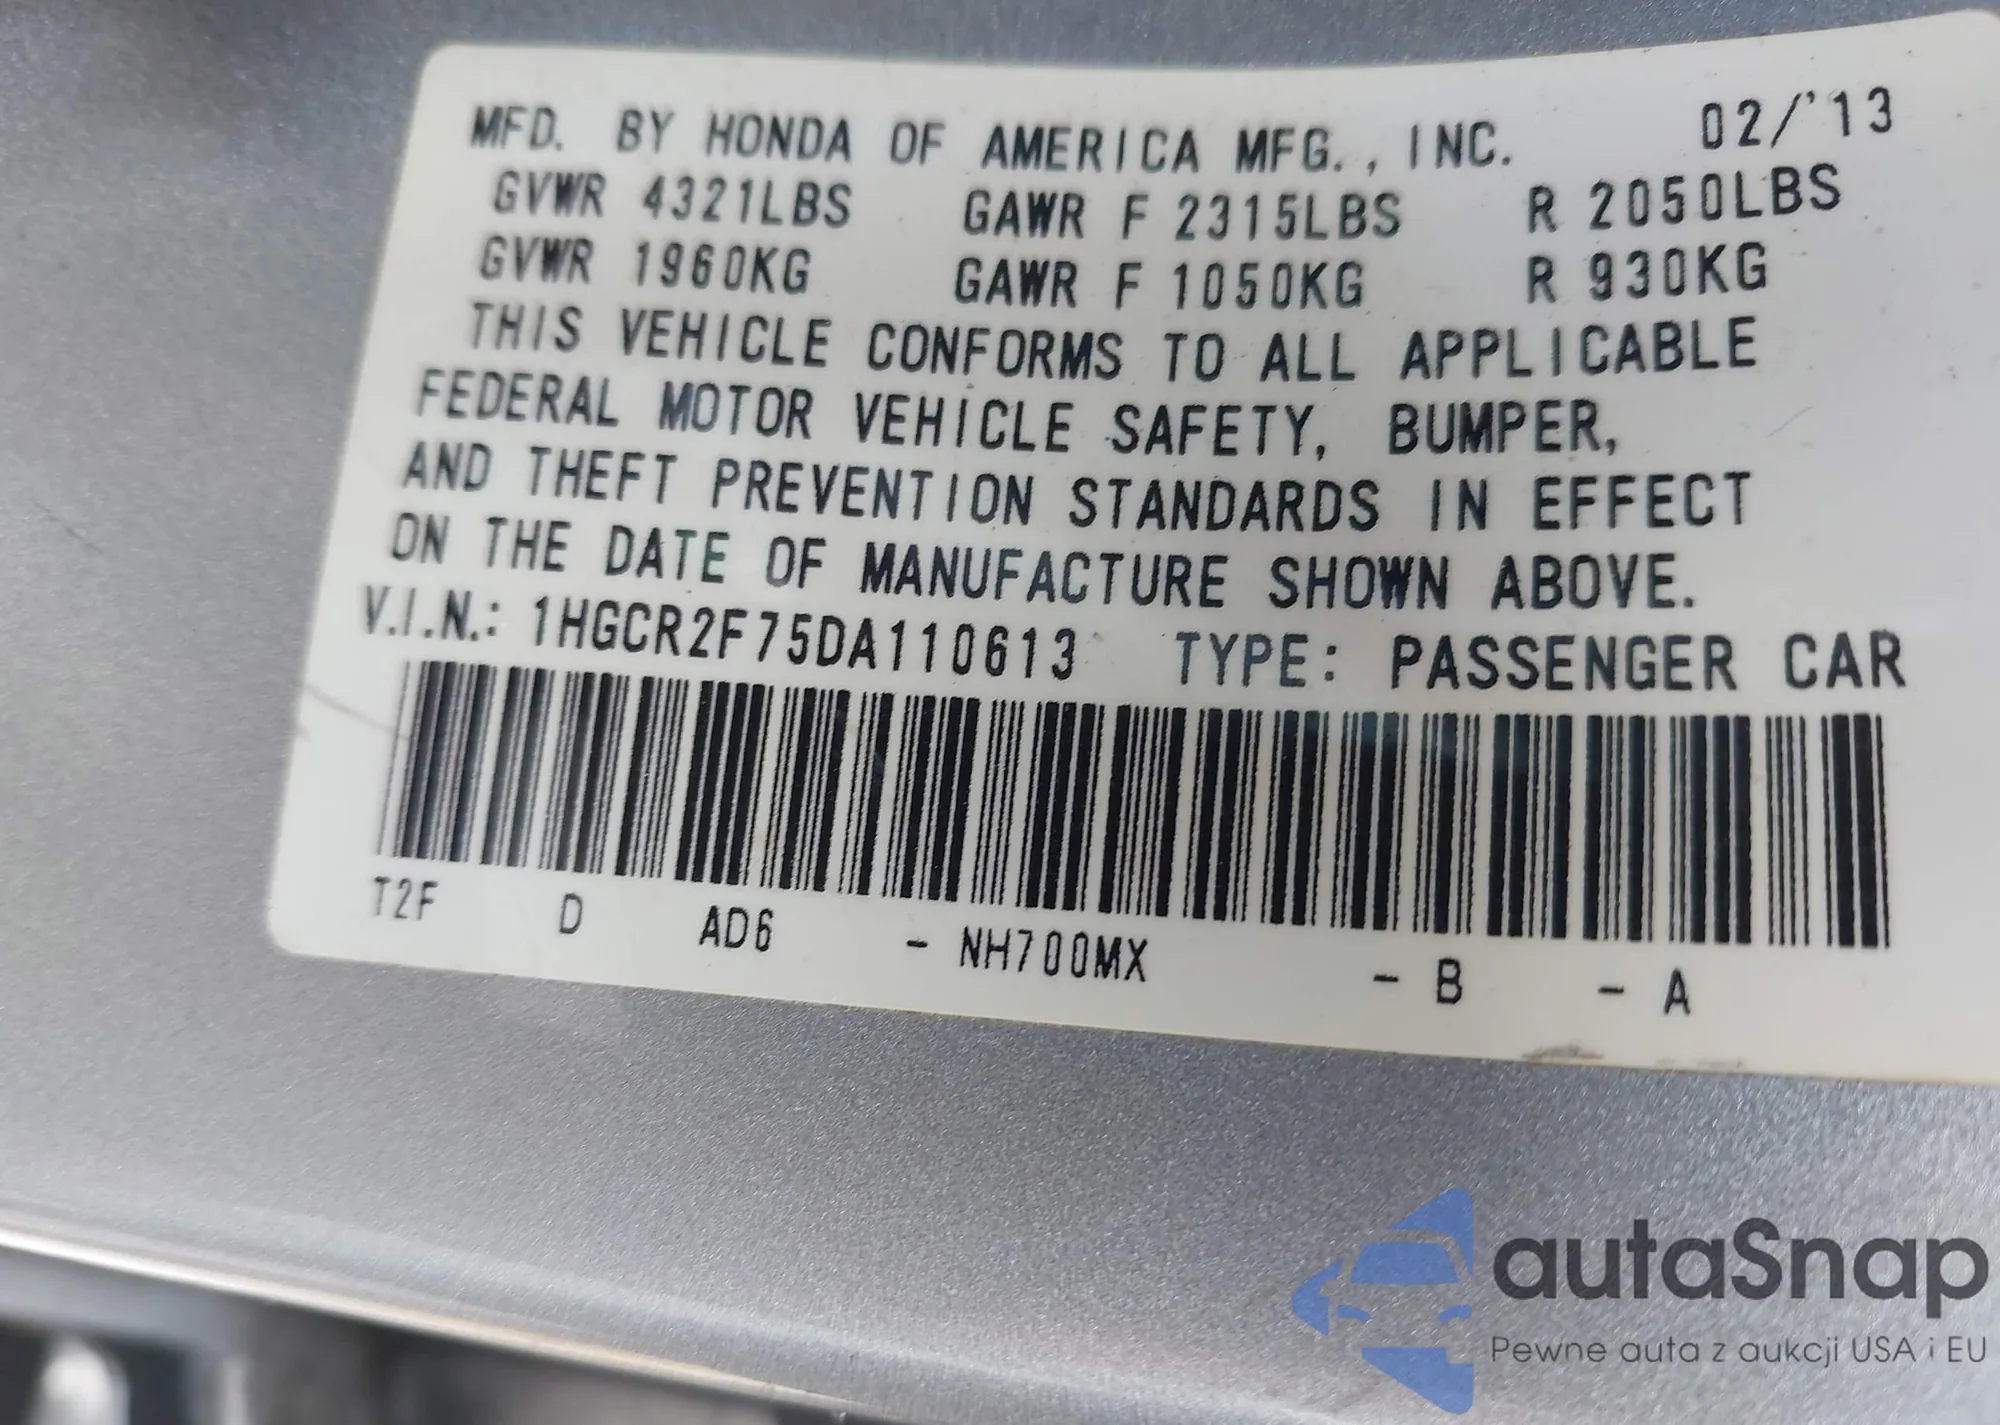 MFD. BY HONDA OF AMERICA MFG., INC. 02/'13
GVWR 4321LBS GAWR F 2315LBS R 2050LBS
GVWR 1960KG GAWR F 1050KG R 930KG
THIS VEHICLE CONFORMS TO ALL APPLICABLE
FEDERAL MOTOR VEHICLE SAFETY, BUMPER,
AND THEFT PREVENTION STANDARDS IN EFFECT
ON THE DATE OF MANUFACTURE SHOWN ABOVE.
V.I.N.: 1HGCR2F75DA110613 TYPE: PASSENGER CAR
T2F D AD6 - NH700MX - B - A
autaSnap
Pewne auta z aukcji USA i EU